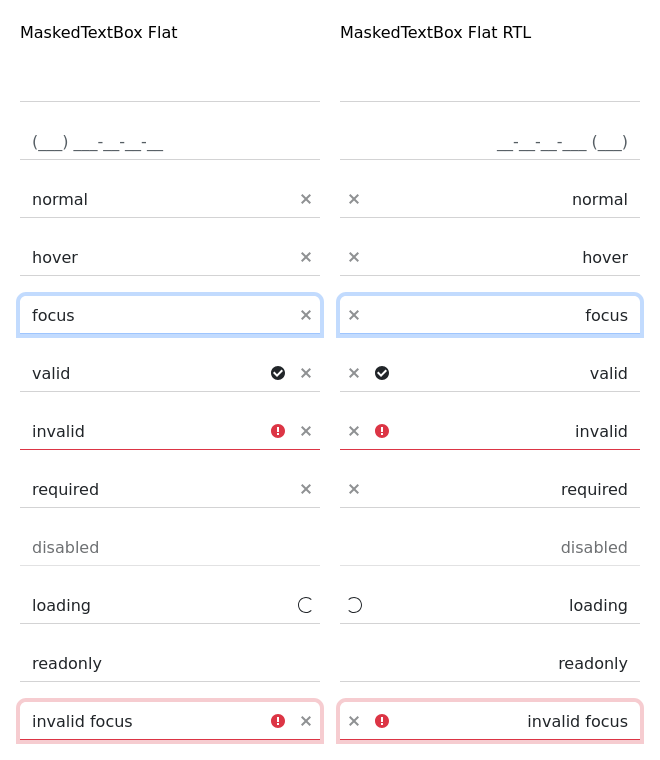 MaskedTextBox Flat
MaskedTextBox Flat RTL
(___) ___-__-__-__
__-__-__-___ (___)
normal
normal
hover
hover
focus
focus
valid
valid
invalid
invalid
required
required
disabled
disabled
loading
loading
readonly
readonly
invalid focus
invalid focus